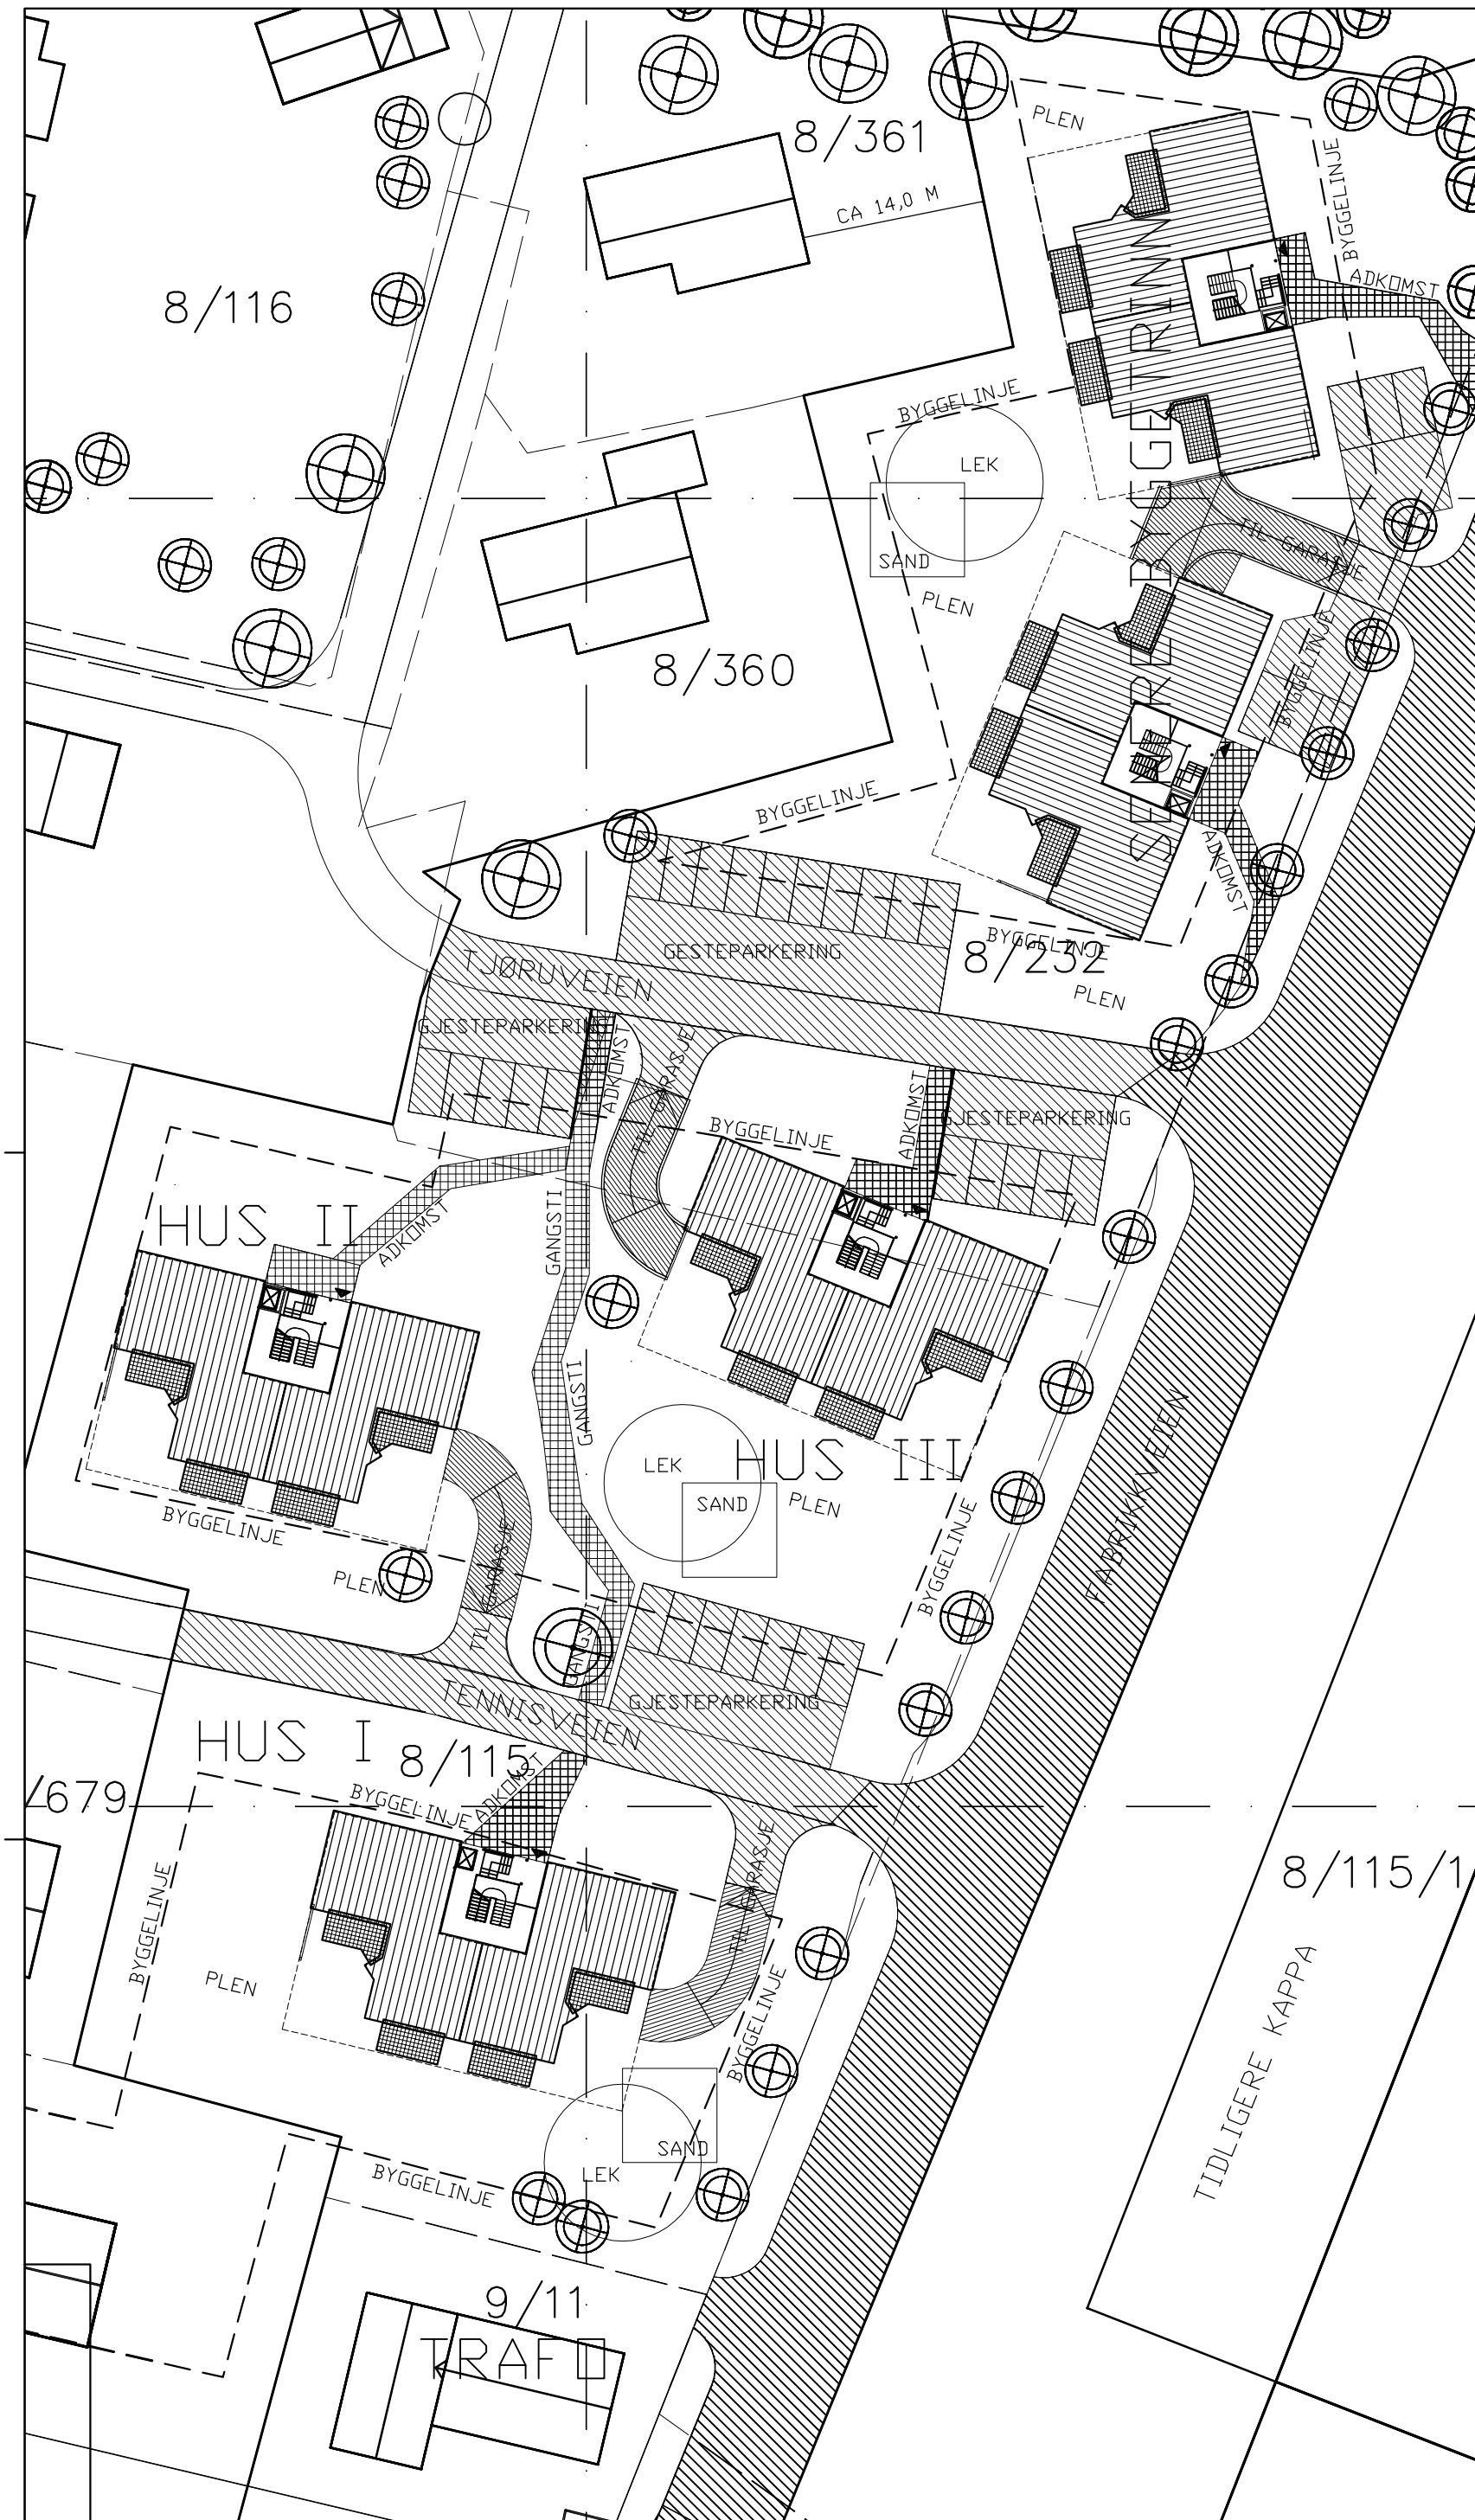 8/361
PLEN
CA 14,0 M
BYGGELINJE
8/116
ADKOMST
BYGGELINJE
LEK
SAND
TIL GARASJE
PLEN
8/360
BYGGELINJE
BYGGELINJE
ADKOMST
GESTEPARKERING
BYGGELINJE
8/232
TJØRUVEIEN
PLEN
GJESTEPARKERING
ADKOMST
TIL GARASJE
ADKOMST
GJESTEPARKERING
BYGGELINJE
HUS II
ADKOMST
GANGSTI
GANGSTI
LEK
HUS III
SAND
PLEN
FABRIKKVEIEN
BYGGELINJE
BYGGELINJE
PLEN
TIL GARASJE
GANGSTI
GJESTEPARKERING
TENNISVEIEN
HUS I
8/115
ADKOMST
BYGGELINJE
/679
TIL GARASJE
8/115/1
BYGGELINJE
PLEN
BYGGELINJE
TIDLIGERE KAPPA
SAND
LEK
BYGGELINJE
9/11
TRAFO